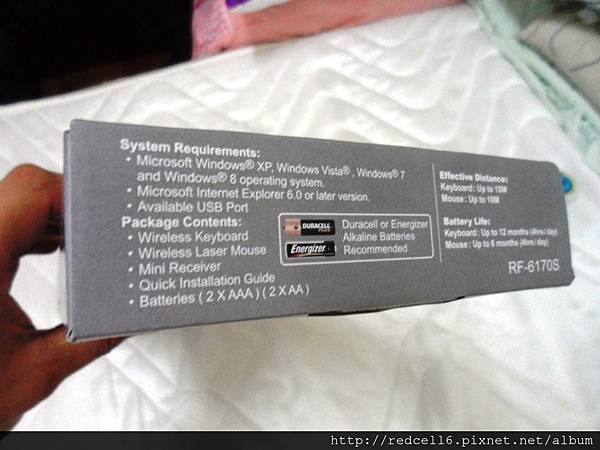 System Requirements:
• Microsoft Windows® XP, Windows Vista® , Windows® 7
and Windows® 8 operating system.
• Microsoft Internet Explorer 6.0 or later version.
• Available USB Port
Package Contents:
• Wireless Keyboard
• Wireless Laser Mouse
• Mini Receiver
• Quick Installation Guide
• Batteries ( 2 X AAA ) ( 2 X AA )
DURACELL
PLUS
Energizer
Duracell or Energizer
Alkaline Batteries
Recommended
Effective Distance:
Keyboard: Up to 10M
Mouse: Up to 10M
Battery Life:
Keyboard: Up to 12 months (4hrs / day)
Mouse : Up to 6 months (4hrs / day)
RF-6170S
http://redcell6.pixnet.net/album